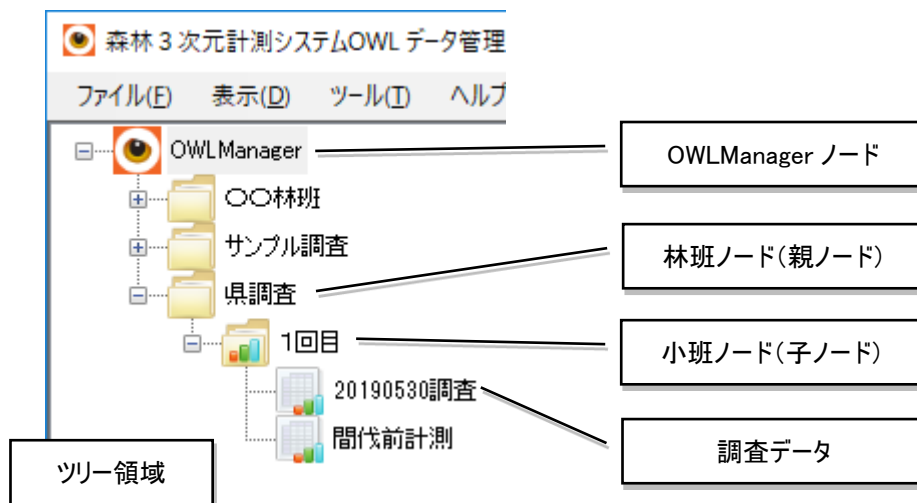 森林３次元計測システムOWL データ管理
ファイル(F) 表示(D) ツール(T) ヘルプ
OWLManager
OWLManager ノード
〇〇林班
サンプル調査
林班ノード（親ノード）
県調査
1回目
小班ノード（子ノード）
20190530調査
間伐前計測
調査データ
ツリー領域